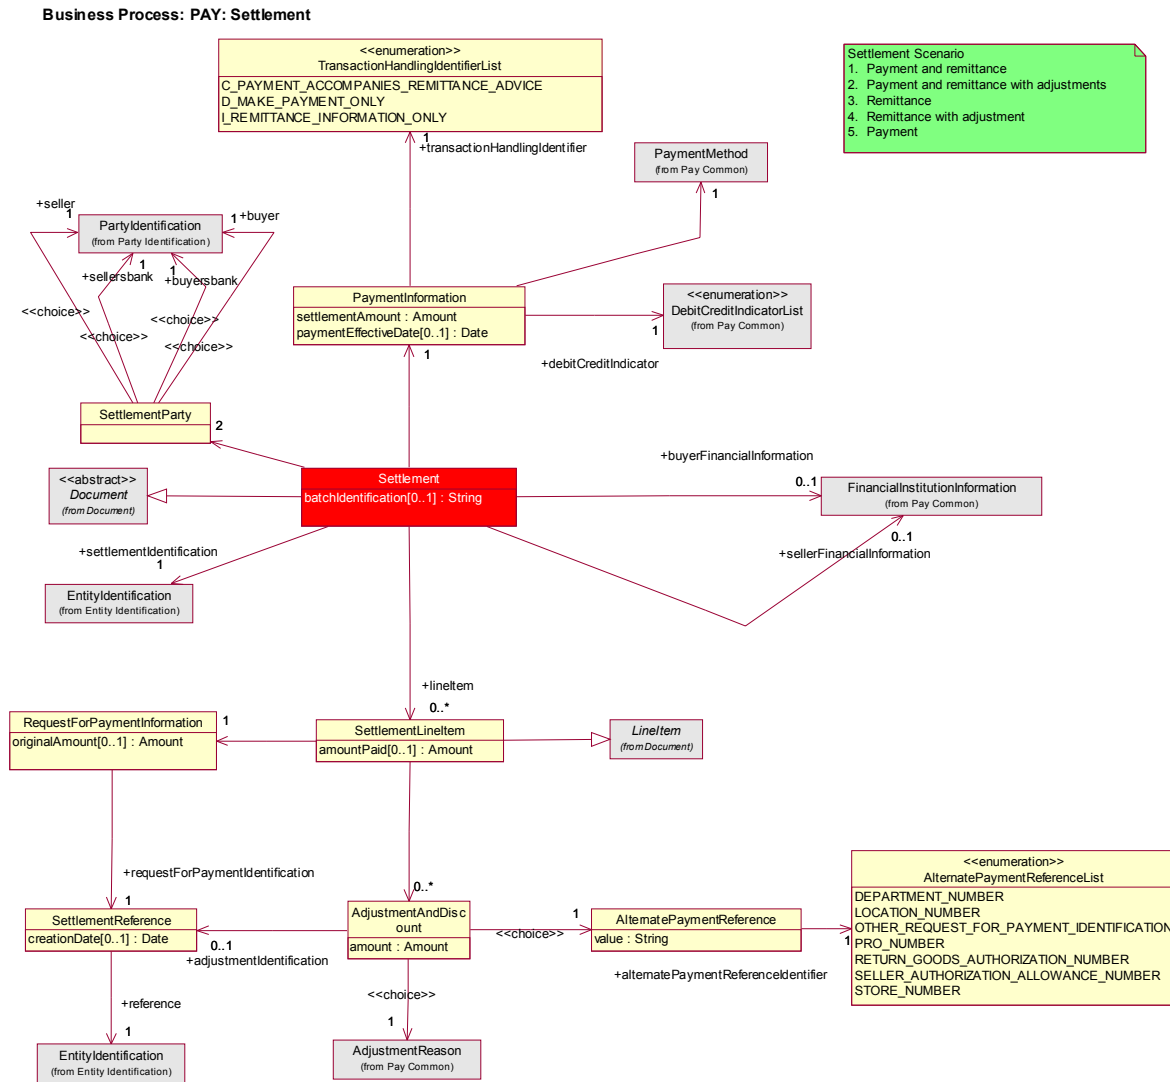 Business Process: PAY: Settlement
<<enumeration>>
TransactionHandlingIdentifierList
C_PAYMENT_ACCOMPANIES_REMITTANCE_ADVICE
D_MAKE_PAYMENT_ONLY
I_REMITTANCE_INFORMATION_ONLY
Settlement Scenario
1. Payment and remittance
2. Payment and remittance with adjustments
3. Remittance
4. Remittance with adjustment
5. Payment
1
+transactionHandlingIdentifier
PaymentMethod
(from Pay Common)
1
+seller
1
PartyIdentification
(from Party Identification)
1
+buyer
1
+sellersbank
1
+buyersbank
<<choice>>
<<choice>>
<<choice>>
<<choice>>
PaymentInformation
settlementAmount : Amount
paymentEffectiveDate[0..1] : Date
1
<<enumeration>>
DebitCreditIndicatorList
(from Pay Common)
1
+debitCreditIndicator
SettlementParty
2
<<abstract>>
Document
(from Document)
Settlement
batchIdentification[0..1] : String
+buyerFinancialInformation
0..1
FinancialInstitutionInformation
(from Pay Common)
0..1
+sellerFinancialInformation
+settlementIdentification
1
EntityIdentification
(from Entity Identification)
+lineItem
0..*
RequestForPaymentInformation
originalAmount[0..1] : Amount
1
SettlementLineItem
amountPaid[0..1] : Amount
LineItem
(from Document)
+requestForPaymentIdentification
1
0..*
SettlementReference
creationDate[0..1] : Date
0..1
+adjustmentIdentification
AdjustmentAndDisc
ount
amount : Amount
1
<<choice>>
AlternatePaymentReference
value : String
+alternatePaymentReferenceIdentifier
1
<<enumeration>>
AlternatePaymentReferenceList
DEPARTMENT_NUMBER
LOCATION_NUMBER
OTHER_REQUEST_FOR_PAYMENT_IDENTIFICATION
PRO_NUMBER
RETURN_GOODS_AUTHORIZATION_NUMBER
SELLER_AUTHORIZATION_ALLOWANCE_NUMBER
STORE_NUMBER
+reference
1
EntityIdentification
(from Entity Identification)
<<choice>>
1
AdjustmentReason
(from Pay Common)